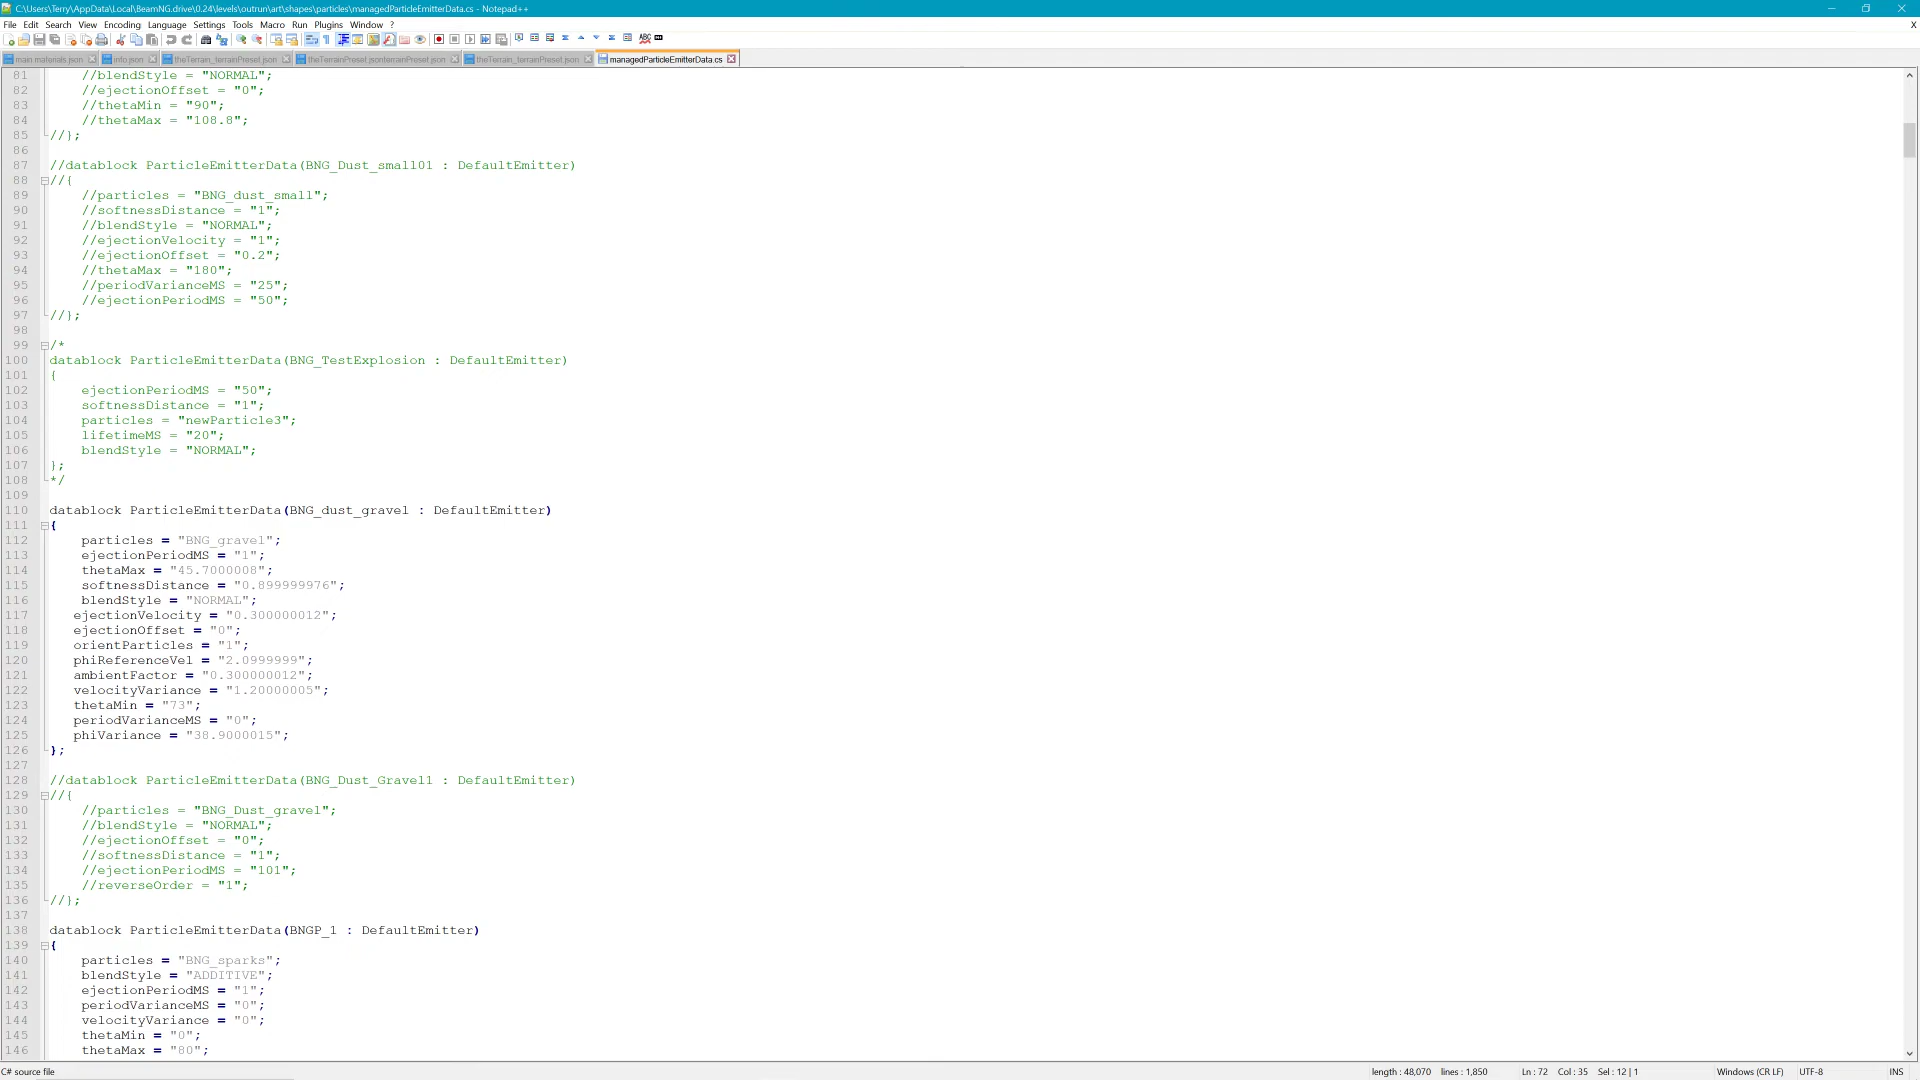 C:\Users\Terry\AppData\Local\BeamNG.drive\0.24\levels\outrun\art\shapes\particles\managedParticleEmitterData.cs - Notepad++
File Edit Search View Encoding Language Settings Tools Macro Run Plugins Window ? X
main materials.json info.json theTerrain_terrainPreset.json theTerrainPreset.jsonterrainPreset.json theTerrain_terrainPreset.json managedParticleEmitterData.cs
81 //blendStyle = "NORMAL";
82 //ejectionOffset = "0";
83 //thetaMin = "90";
84 //thetaMax = "108.8";
85 //};
86
87 //datablock ParticleEmitterData(BNG_Dust_small01 : DefaultEmitter)
88 //{
89 //particles = "BNG_dust_small";
90 //softnessDistance = "1";
91 //blendStyle = "NORMAL";
92 //ejectionVelocity = "1";
93 //ejectionOffset = "0.2";
94 //thetaMax = "180";
95 //periodVarianceMS = "25";
96 //ejectionPeriodMS = "50";
97 //};
98
99 /*
100 datablock ParticleEmitterData(BNG_TestExplosion : DefaultEmitter)
101 {
102 ejectionPeriodMS = "50";
103 softnessDistance = "1";
104 particles = "newParticle3";
105 lifetimeMS = "20";
106 blendStyle = "NORMAL";
107 };
108 */
109
110 datablock ParticleEmitterData(BNG_dust_gravel : DefaultEmitter)
111 {
112 particles = "BNG_gravel";
113 ejectionPeriodMS = "1";
114 thetaMax = "45.7000008";
115 softnessDistance = "0.899999976";
116 blendStyle = "NORMAL";
117 ejectionVelocity = "0.300000012";
118 ejectionOffset = "0";
119 orientParticles = "1";
120 phiReferenceVel = "2.0999999";
121 ambientFactor = "0.300000012";
122 velocityVariance = "1.20000005";
123 thetaMin = "73";
124 periodVarianceMS = "0";
125 phiVariance = "38.9000015";
126 };
127
128 //datablock ParticleEmitterData(BNG_Dust_Gravel1 : DefaultEmitter)
129 //{
130 //particles = "BNG_Dust_gravel";
131 //blendStyle = "NORMAL";
132 //ejectionOffset = "0";
133 //softnessDistance = "1";
134 //ejectionPeriodMS = "101";
135 //reverseOrder = "1";
136 //};
137
138 datablock ParticleEmitterData(BNGP_1 : DefaultEmitter)
139 {
140 particles = "BNG_sparks";
141 blendStyle = "ADDITIVE";
142 ejectionPeriodMS = "1";
143 periodVarianceMS = "0";
144 velocityVariance = "0";
145 thetaMin = "0";
146 thetaMax = "80";
C# source file length : 48,070 lines : 1,850 Ln : 72 Col : 35 Sel : 12 | 1 Windows (CR LF) UTF-8 INS